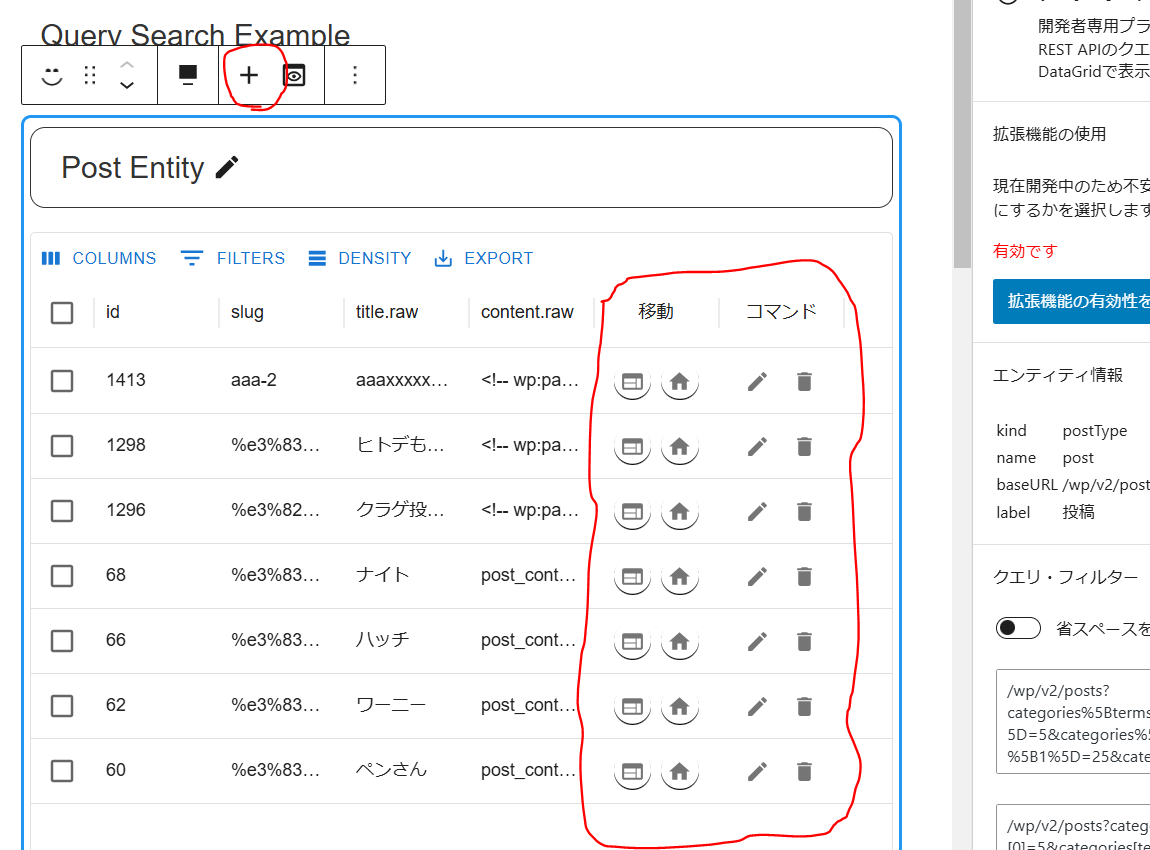 Query Search Example
Post Entity
COLUMNS FILTERS DENSITY EXPORT
id slug title.raw content.raw 移動 コマンド
1413 aaa-2 aaaxxxxx… <!-- wp:pa…
1298 %e3%83… ヒトデも… <!-- wp:pa…
1296 %e3%82… クラゲ投… <!-- wp:pa…
68 %e3%83… ナイト post_cont…
66 %e3%83… ハッチ post_cont…
62 %e3%83… ワーニー post_cont…
60 %e3%83… ペンさん post_cont…
開発者専用プラ
REST APIのクエ
DataGridで表示
拡張機能の使用
現在開発中のため不安
にするかを選択します
有効です
拡張機能の有効性を
エンティティ情報
kind postType
name post
baseURL /wp/v2/post
label 投稿
クエリ・フィルター
省スペースを
/wp/v2/posts?
categories%5Bterms
5D=5&categories%5
%5B1%5D=25&cate
/wp/v2/posts?categ
[0]=5&categories[te